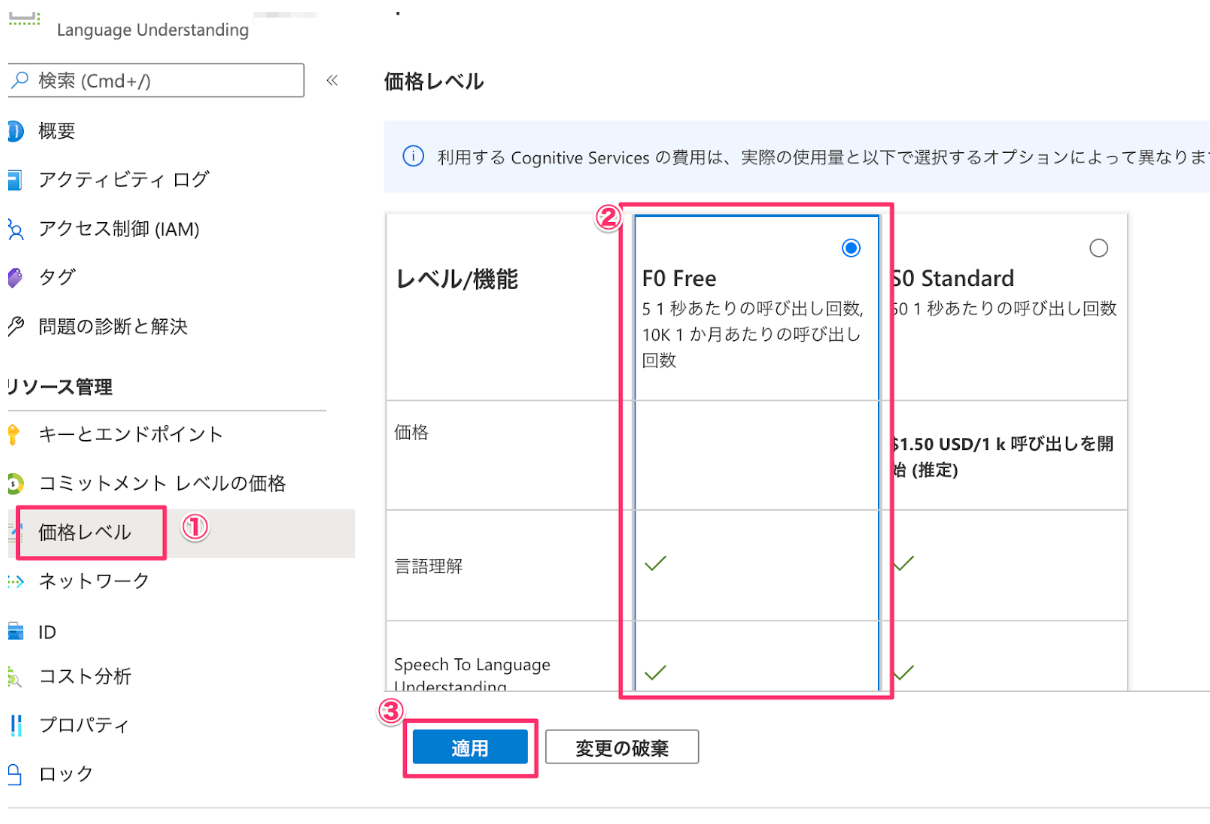 Language Understanding
検索 (Cmd+/)
«
概要
アクティビティ ログ
アクセス制御 (IAM)
タグ
問題の診断と解決
リソース管理
キーとエンドポイント
コミットメント レベルの価格
価格レベル
①
ネットワーク
ID
コスト分析
プロパティ
ロック
価格レベル
利用する Cognitive Services の費用は、実際の使用量と以下で選択するオプションによって異なりま
②
レベル/機能
F0 Free
5 1 秒あたりの呼び出し回数,
10K 1 か月あたりの呼び出し
回数
S0 Standard
50 1 秒あたりの呼び出し回数
価格
$1.50 USD/1 k 呼び出しを開
始 (推定)
言語理解
Speech To Language
Understanding
③
適用
変更の破棄